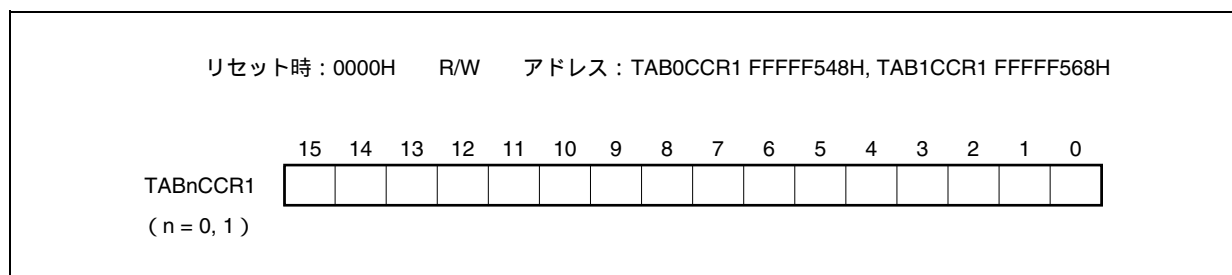 リセット時：0000H　　R/W　　アドレス：TAB0CCR1 FFFFF548H, TAB1CCR1 FFFFF568H
15 14 13 12 11 10 9 8 7 6 5 4 3 2 1 0
TABnCCR1
（n = 0, 1）